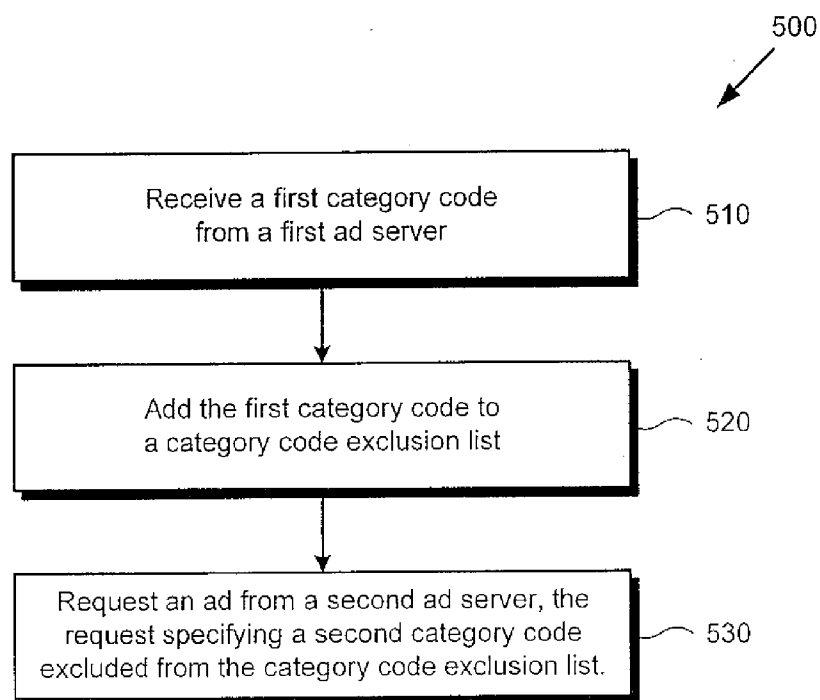 500
Receive a first category code
from a first ad server
510
Add the first category code to
a category code exclusion list
520
Request an ad from a second ad server, the
request specifying a second category code
excluded from the category code exclusion list.
530